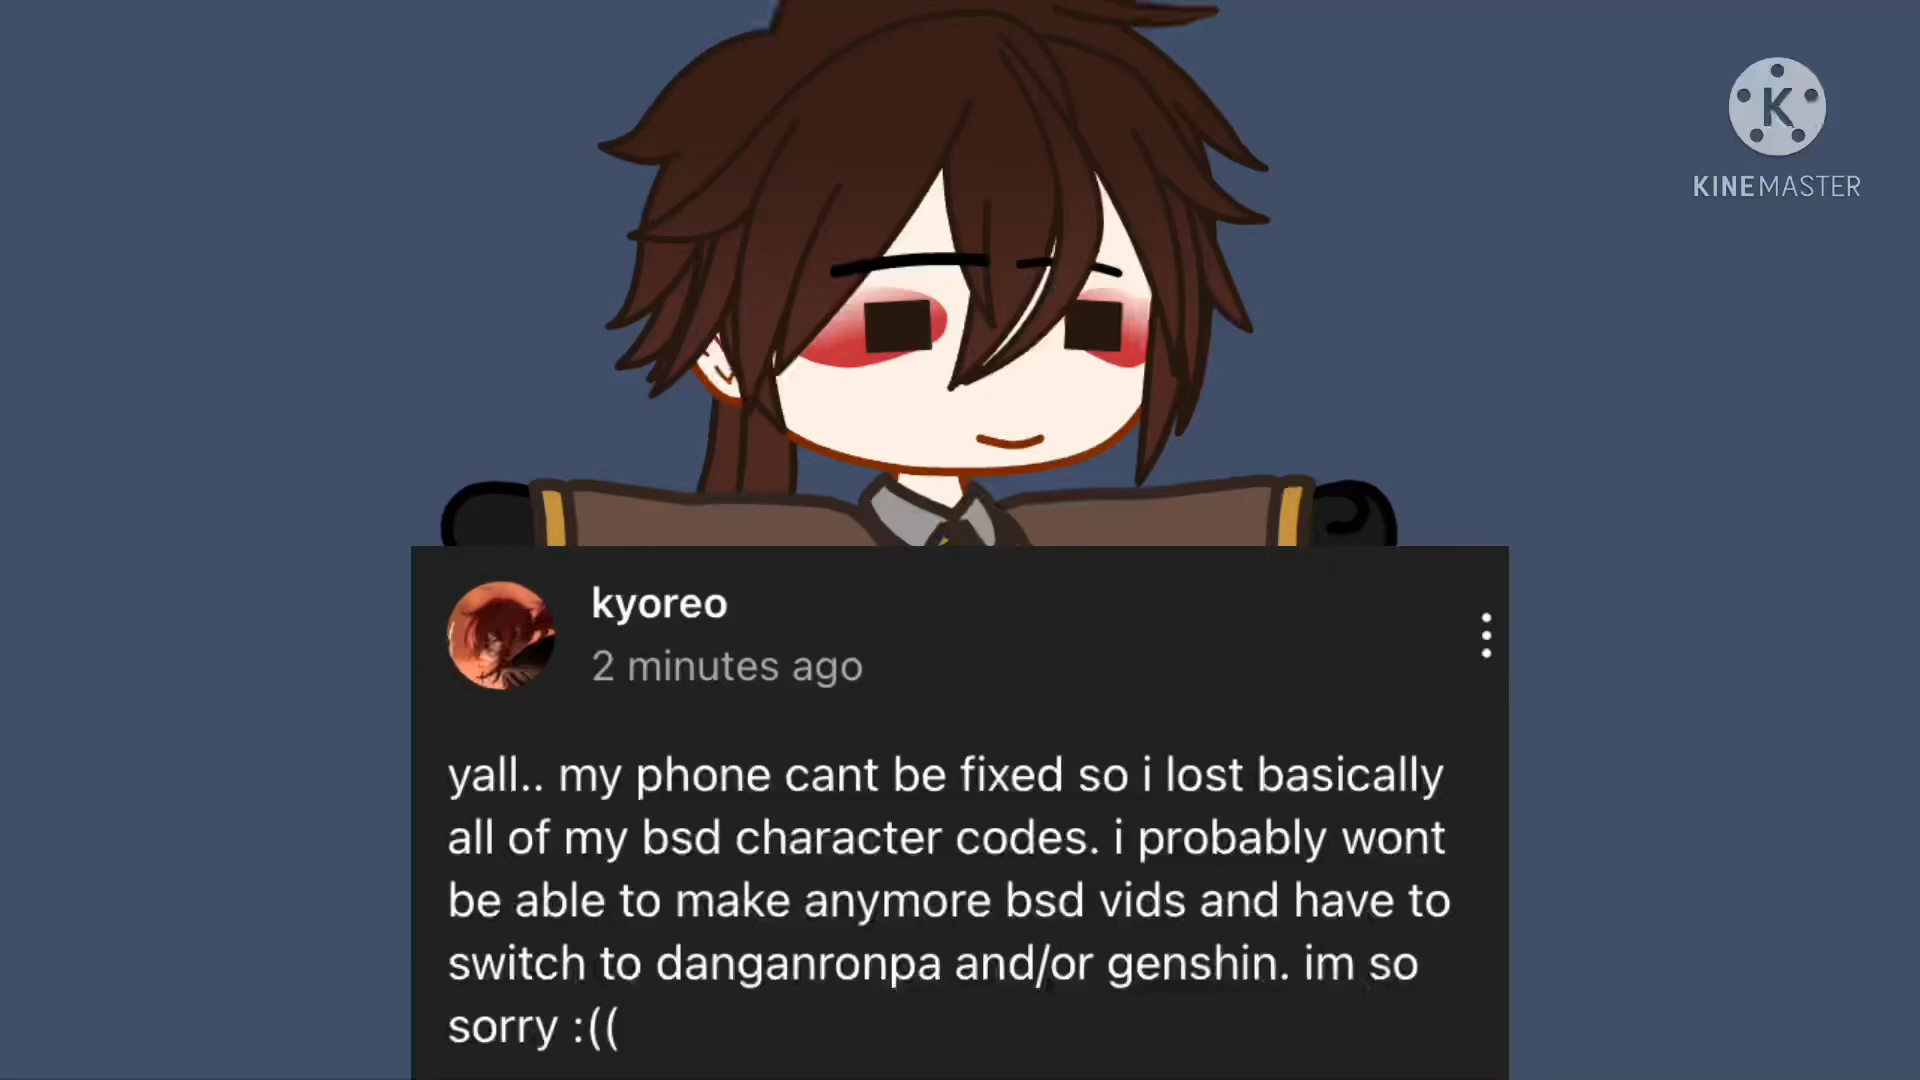 K
KINEMASTER
kyoreo
2 minutes ago
yall.. my phone cant be fixed so i lost basically
all of my bsd character codes. i probably wont
be able to make anymore bsd vids and have to
switch to danganronpa and/or genshin. im so
sorry :((